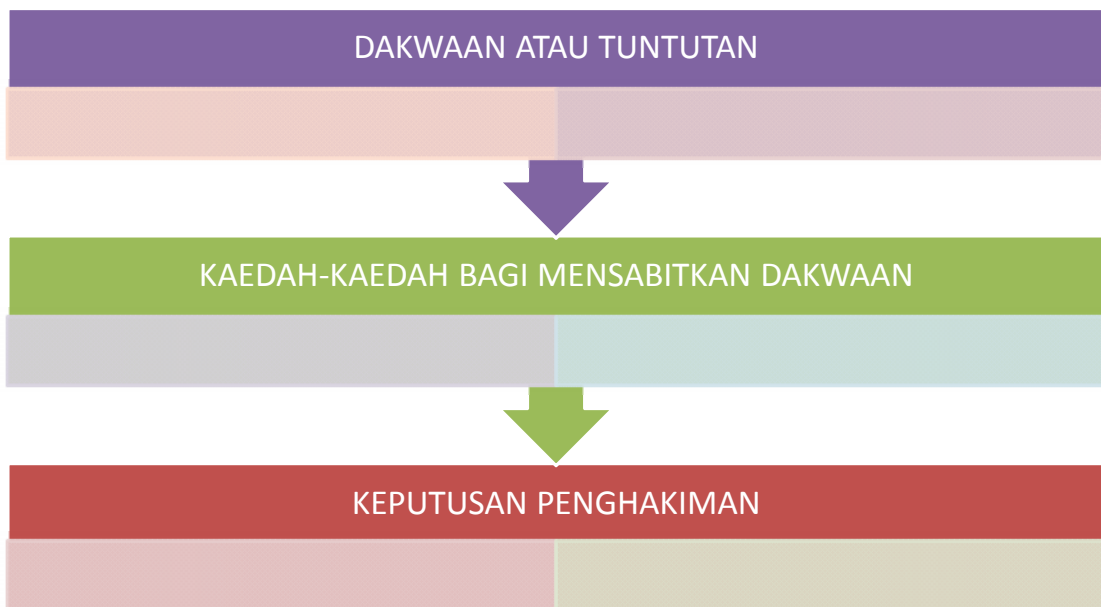 DAKWAAN ATAU TUNTUTAN
KAEDAH-KAEDAH BAGI MENSABITKAN DAKWAAN
KEPUTUSAN PENGHAKIMAN